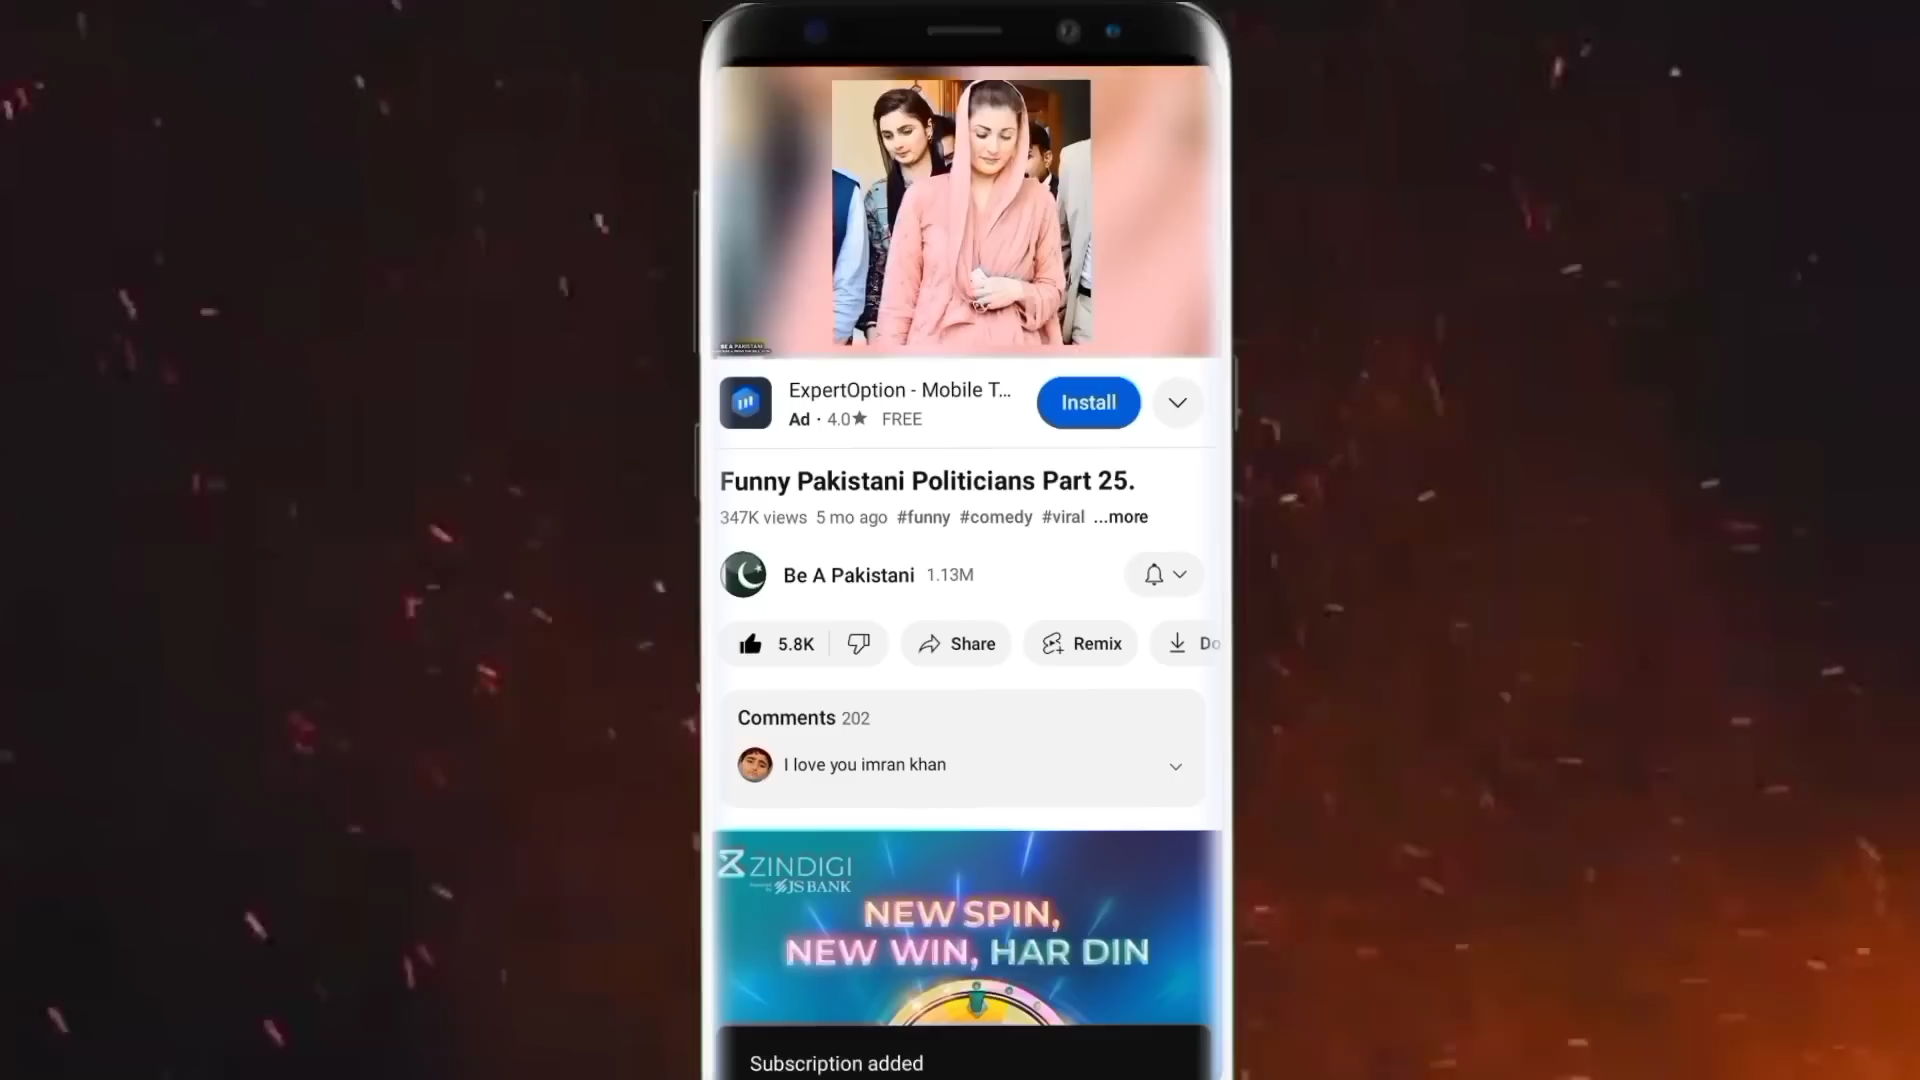 BE A PAKISTANI
ExpertOption - Mobile T...
Install
Ad · 4.0★ FREE
Funny Pakistani Politicians Part 25.
347K views 5 mo ago #funny #comedy #viral ...more
Be A Pakistani 1.13M
5.8K
Share
Remix
Do
Comments 202
I love you imran khan
ZINDIGI
JS BANK
NEW SPIN,
NEW WIN, HAR DIN
Subscription added